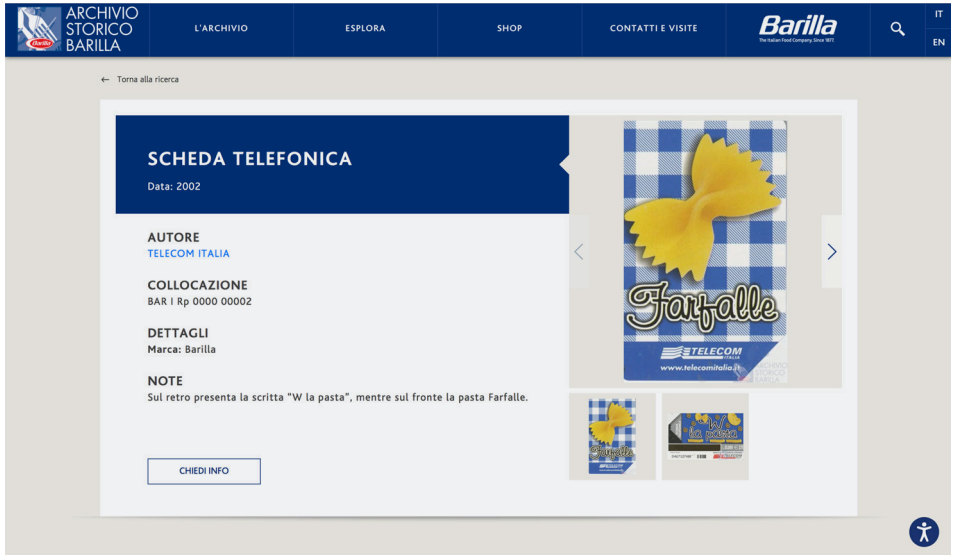 ARCHIVIO
STORICO
BARILLA
Barilla
L'ARCHIVIO
ESPLORA
SHOP
CONTATTI E VISITE
Barilla
The Italian Food Company. Since 1877.
IT
EN
← Torna alla ricerca
SCHEDA TELEFONICA
Data: 2002
AUTORE
TELECOM ITALIA
COLLOCAZIONE
BAR I Rp 0000 00002
DETTAGLI
Marca: Barilla
NOTE
Sul retro presenta la scritta "W la pasta", mentre sul fronte la pasta Farfalle.
CHIEDI INFO
Farfalle
TELECOM
ITALIA
www.telecomitalia.it
ARCHIVIO
STORICO
BARILLA
Farfalle
W
la pasta